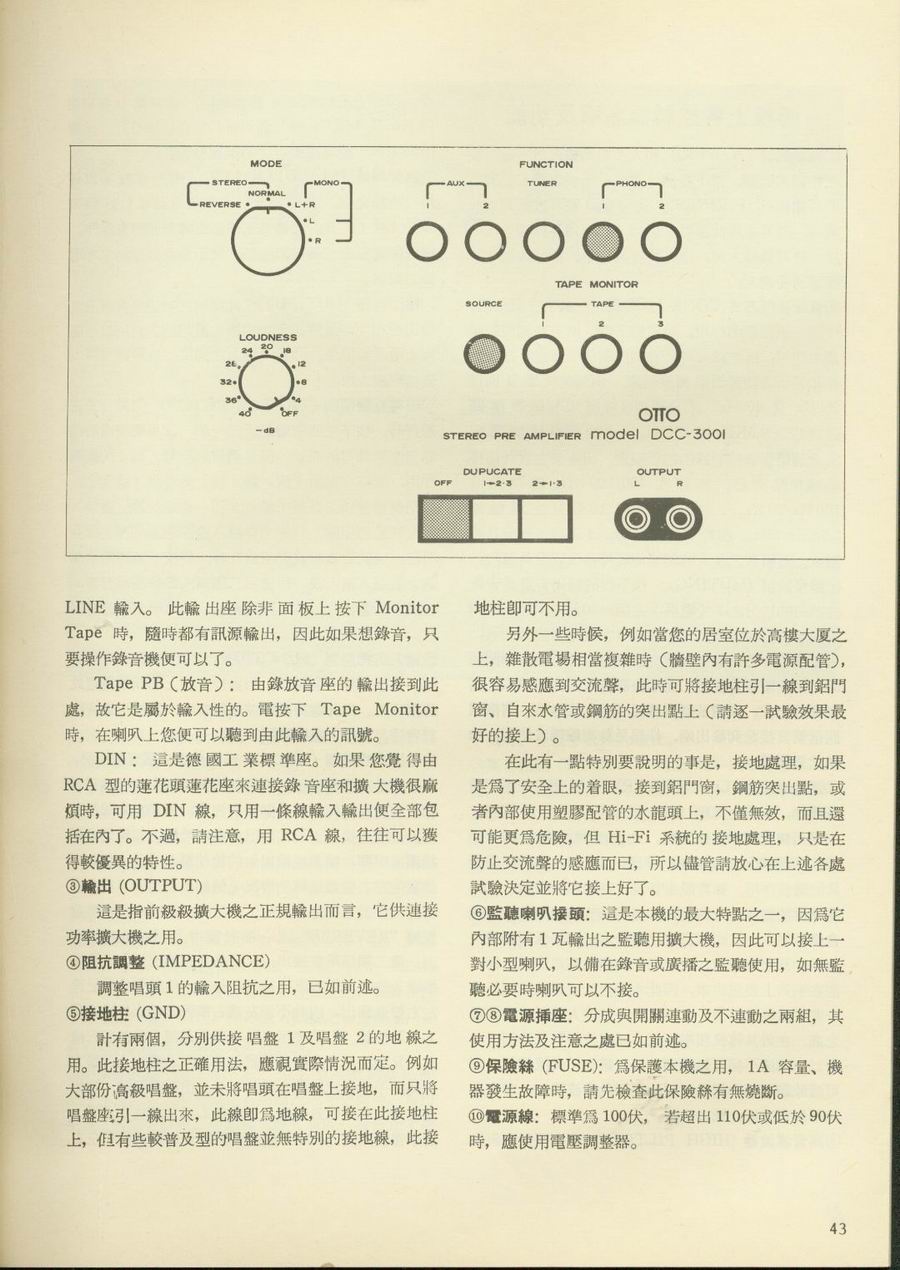 MODE
STEREO
MONO
NORMAL
REVERSE
L+R
L
R
FUNCTION
AUX
TUNER
PHONO
1
2
1
2
TAPE MONITOR
SOURCE
TAPE
1
2
3
LOUDNESS
24 20 18
28 12
32 8
36 4
40 OFF
-dB
OTTO
STEREO PRE AMPLIFIER model DCC-3001
DUPUCATE
OFF 1→2·3 2→1·3
OUTPUT
L R
LINE 輸入。 此輸出座除非面板上按下 Monitor
Tape 時，隨時都有訊源輸出，因此如果想錄音，只
要操作錄音機便可以了。
Tape PB（放音）： 由錄放音座的輸出接到此
處，故它是屬於輸入性的。電按下 Tape Monitor
時，在喇叭上您便可以聽到由此輸入的訊號。
DIN： 這是德國工業標準座。如果您覺得由
RCA 型的蓮花頭蓮花座來連接錄音座和擴大機很麻
煩時，可用 DIN 線，只用一條線輸入輸出便全部包
括在內了。不過，請注意，用 RCA 線，往往可以獲
得較優異的特性。
③輸出 (OUTPUT)
這是指前級級擴大機之正規輸出而言，它供連接
功率擴大機之用。
④阻抗調整 (IMPEDANCE)
調整唱頭1的輸入阻抗之用，已如前述。
⑤接地柱 (GND)
計有兩個，分別供接唱盤 1 及唱盤 2 的地線之
用。此接地柱之正確用法，應視實際情況而定。例如
大部份高級唱盤，並未將唱頭在唱盤上接地，而只將
唱盤座引一線出來，此線卽爲地線，可接在此接地柱
上，但有些較普及型的唱盤並無特別的接地線，此接
地柱卽可不用。
另外一些時候，例如當您的居室位於高樓大厦之
上，雜散電場相當複雜時（牆壁內有許多電源配管），
很容易感應到交流聲，此時可將接地柱引一線到鋁門
窗、自來水管或鋼筋的突出點上（請逐一試驗效果最
好的接上）。
在此有一點特別要說明的事是，接地處理，如果
是爲了安全上的着眼，接到鋁門窗，鋼筋突出點，或
者內部使用塑膠配管的水龍頭上，不僅無效，而且還
可能更爲危險，但 Hi-Fi 系統的接地處理， 只是在
防止交流聲的感應而已，所以儘管請放心在上述各處
試驗決定並將它接上好了。
⑥監聽喇叭接頭：這是本機的最大特點之一，因爲它
內部附有1瓦輸出之監聽用擴大機，因此可以接上一
對小型喇叭，以備在錄音或廣播之監聽使用，如無監
聽必要時喇叭可以不接。
⑦⑧電源揷座：分成與開關連動及不連動之兩組，其
使用方法及注意之處已如前述。
⑨保險絲 (FUSE)：爲保護本機之用， 1A 容量、機
器發生故障時，請先檢查此保險絲有無燒斷。
⑩電源線：標準爲100伏， 若超出110伏或低於90伏
時，應使用電壓調整器。
43